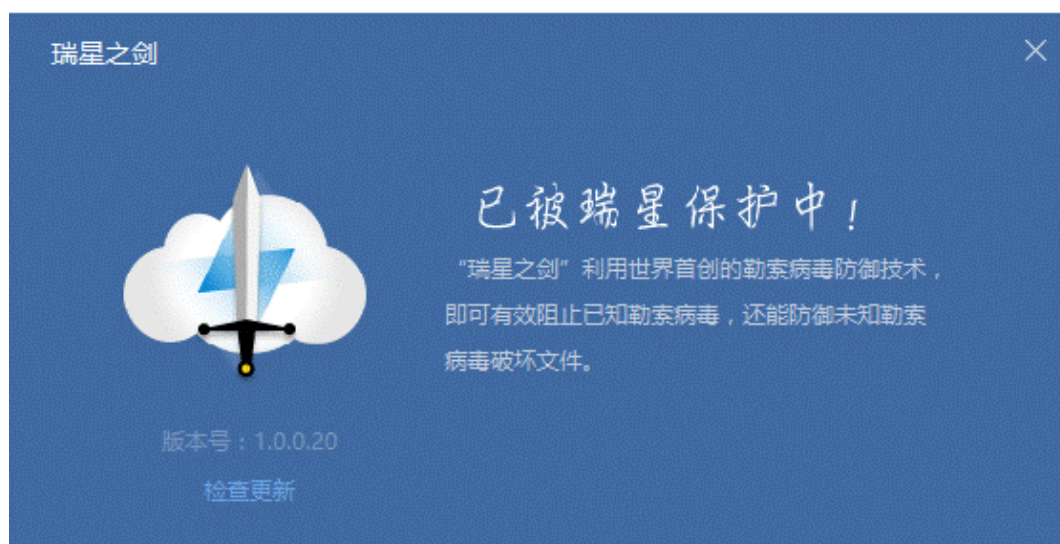 瑞星之剑
已被瑞星保护中！
“瑞星之剑”利用世界首创的勒索病毒防御技术，
即可有效阻止已知勒索病毒，还能防御未知勒索
病毒破坏文件。
版本号：1.0.0.20
检查更新